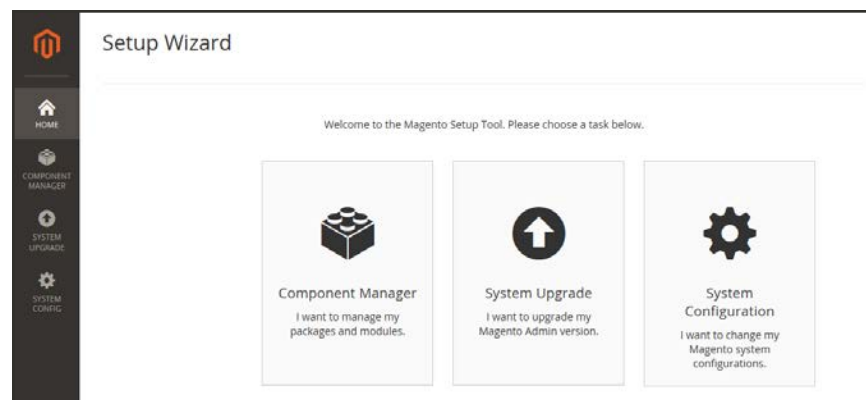 Setup Wizard
HOME
COMPONENT
MANAGER
SYSTEM
UPGRADE
SYSTEM
CONFIG
Welcome to the Magento Setup Tool. Please choose a task below.
Component Manager
I want to manage my
packages and modules.
System Upgrade
I want to upgrade my
Magento Admin version.
System
Configuration
I want to change my
Magento system
configurations.